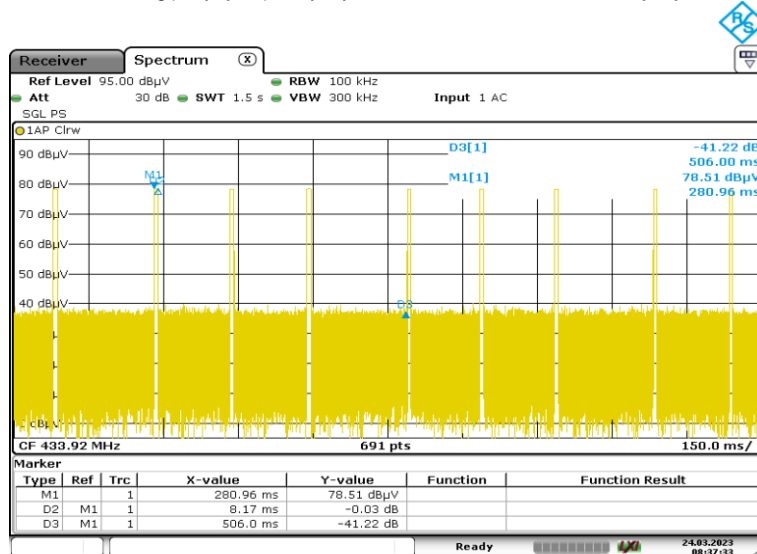 R&S
Receiver Spectrum X
Ref Level 95.00 dBµV RBW 100 kHz
Att 30 dB SWT 1.5 s VBW 300 kHz Input 1 AC
SGL PS
1AP Clrw
D3[1] -41.22 dB
506.00 ms
M1[1] 78.51 dBµV
280.96 ms
90 dBµV
M1
80 dBµV
70 dBµV
60 dBµV
50 dBµV
40 dBµV
D3
CF 433.92 MHz 691 pts 150.0 ms/
Marker
Type Ref Trc X-value Y-value Function Function Result
M1 1 280.96 ms 78.51 dBµV
D2 M1 1 8.17 ms -0.03 dB
D3 M1 1 506.0 ms -41.22 dB
Ready LXI 24.03.2023
08:37:33